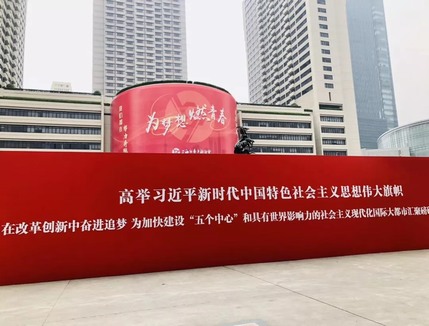 为梦想 燃青春
高举习近平新时代中国特色社会主义思想伟大旗帜
在改革创新中奋进追梦 为加快建设“五个中心”和具有世界影响力的社会主义现代化国际大都市汇聚磅